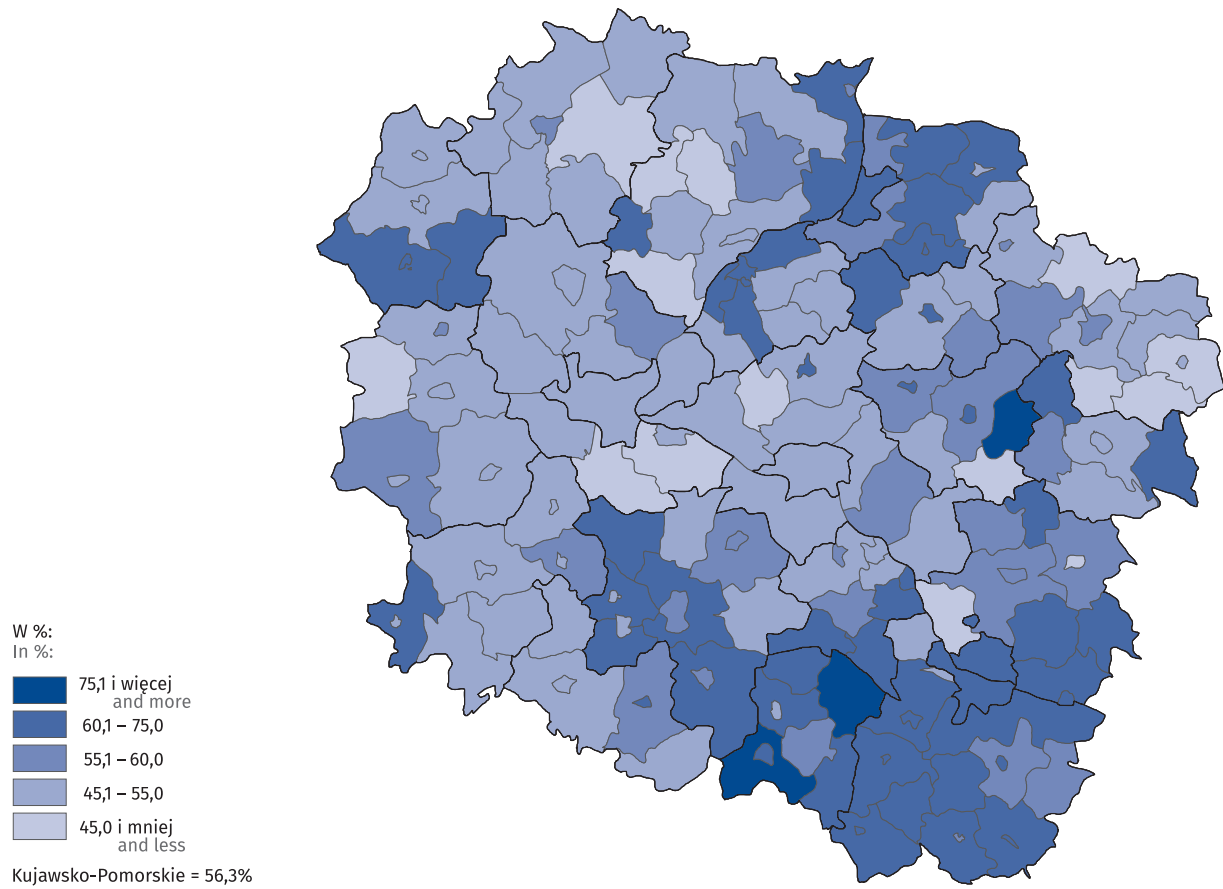 W %:
In %:
75,1 i więcej
and more
60,1 – 75,0
55,1 – 60,0
45,1 – 55,0
45,0 i mniej
and less
Kujawsko-Pomorskie = 56,3%